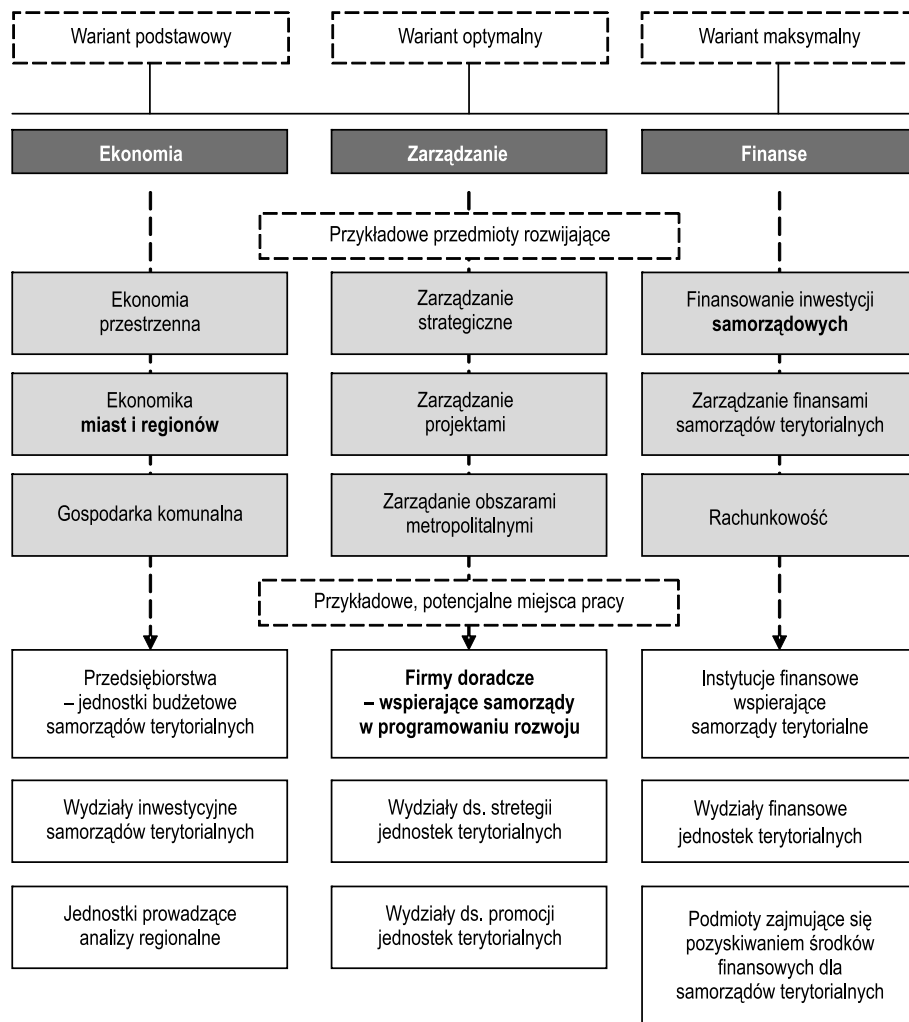 Wariant podstawowy
Wariant optymalny
Wariant maksymalny
Ekonomia
Zarządzanie
Finanse
Przykładowe przedmioty rozwijające
Ekonomia
przestrzenna
Zarządzanie
strategiczne
Finansowanie inwestycji
samorządowych
Ekonomika
miast i regionów
Zarządzanie
projektami
Zarządzanie finansami
samorządów terytorialnych
Gospodarka komunalna
Zarządanie obszarami
metropolitalnymi
Rachunkowość
Przykładowe, potencjalne miejsca pracy
Przedsiębiorstwa
– jednostki budżetowe
samorządów terytorialnych
Firmy doradcze
– wspierające samorządy
w programowaniu rozwoju
Instytucje finansowe
wspierające
samorządy terytorialne
Wydziały inwestycyjne
samorządów terytorialnych
Wydziały ds. stretegii
jednostek terytorialnych
Wydziały finansowe
jednostek terytorialnych
Jednostki prowadzące
analizy regionalne
Wydziały ds. promocji
jednostek terytorialnych
Podmioty zajmujące się
pozyskiwaniem środków
finansowych dla
samorządów terytorialnych